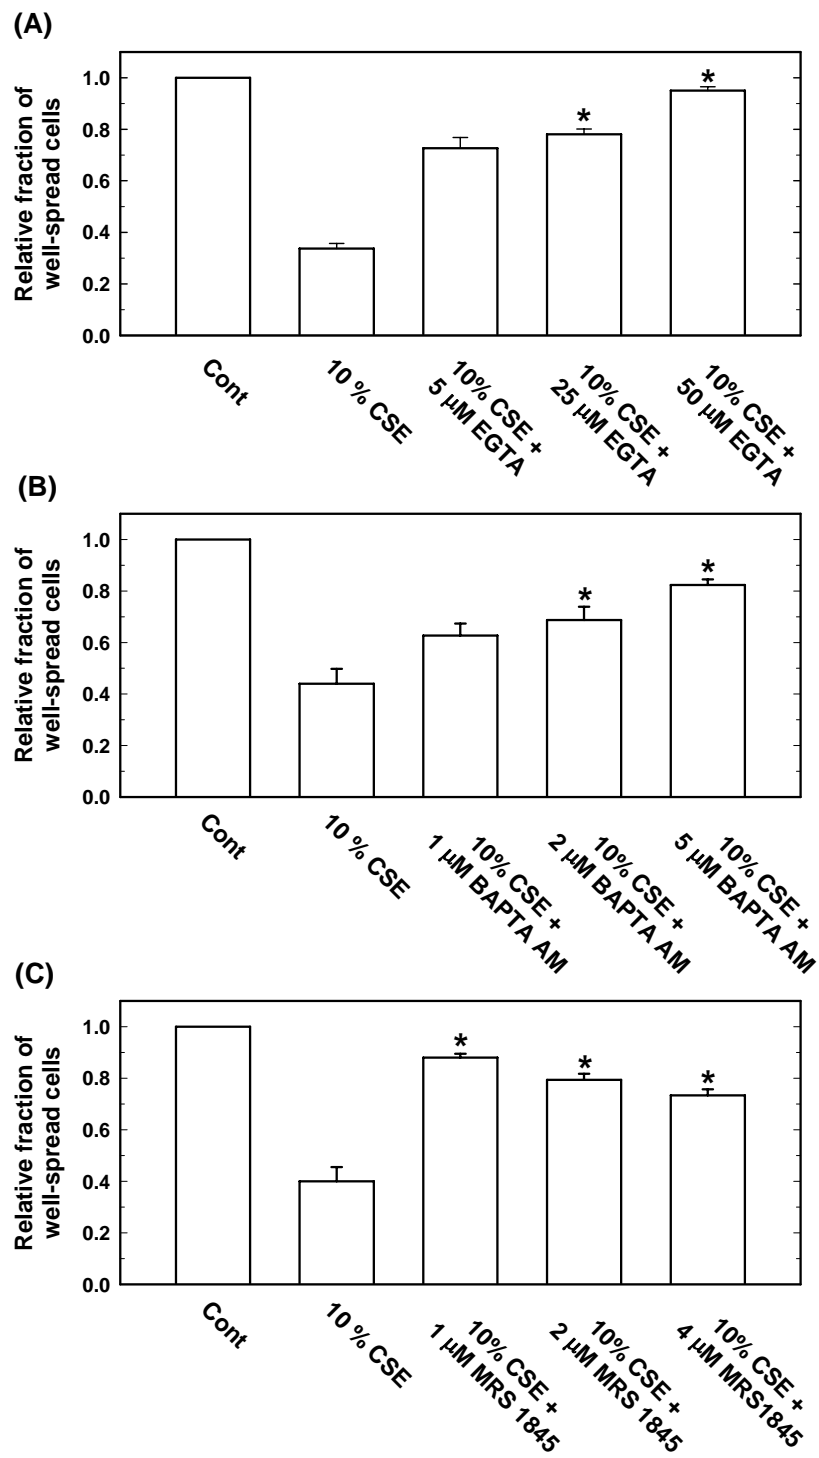 (A)
Relative fraction of
well-spread cells
1.0
0.8
0.6
0.4
0.2
0.0
*
*
Cont
10 % CSE
10% CSE +
5 μM EGTA
10% CSE +
25 μM EGTA
10% CSE +
50 μM EGTA
(B)
Relative fraction of
well-spread cells
1.0
0.8
0.6
0.4
0.2
0.0
*
*
Cont
10 % CSE
10% CSE +
1 μM BAPTA AM
10% CSE +
2 μM BAPTA AM
10% CSE +
5 μM BAPTA AM
(C)
Relative fraction of
well-spread cells
1.0
0.8
0.6
0.4
0.2
0.0
*
*
*
Cont
10 % CSE
10% CSE +
1 μM MRS 1845
10% CSE +
2 μM MRS 1845
10% CSE +
4 μM MRS1845